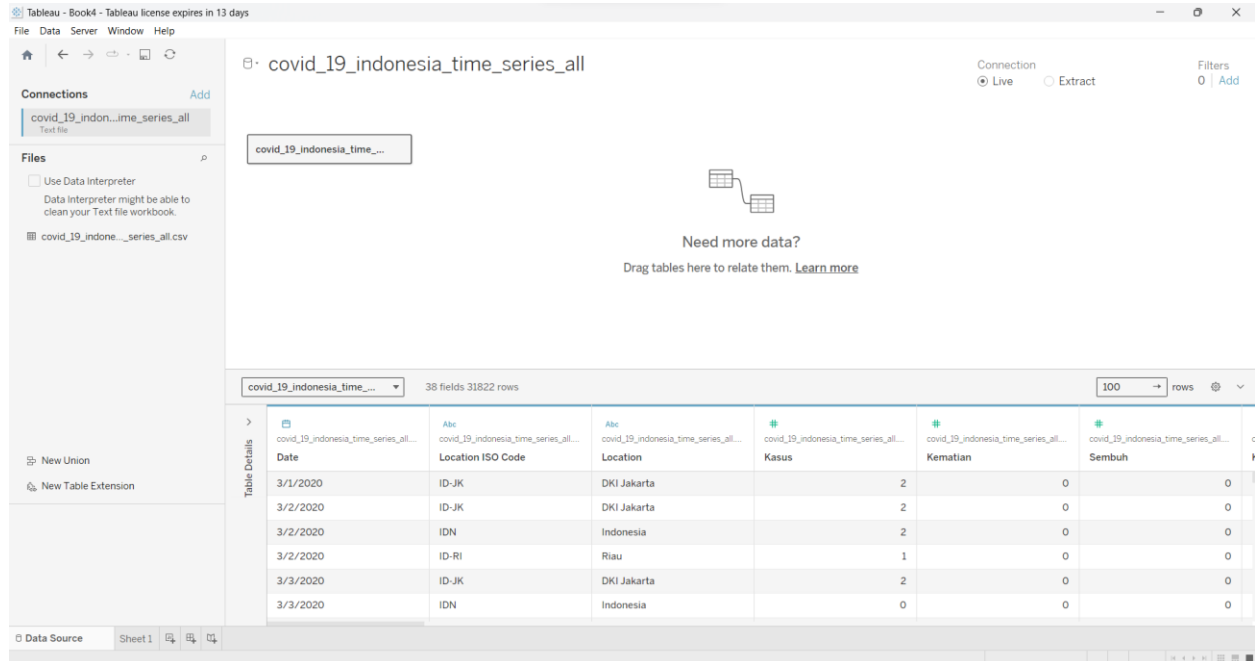 Tableau - Book4 - Tableau license expires in 13 days
File Data Server Window Help
Connections Add
covid_19_indon...ime_series_all
Text file
Files
Use Data Interpreter
Data Interpreter might be able to
clean your Text file workbook.
covid_19_indone..._series_all.csv
New Union
New Table Extension
covid_19_indonesia_time_series_all
Connection
Live Extract
Filters
0 Add
covid_19_indonesia_time_...
Need more data?
Drag tables here to relate them. Learn more
covid_19_indonesia_time_... 38 fields 31822 rows 100 → rows
Table Details
Abc Abc
covid_19_indonesia_time_series_all.... covid_19_indonesia_time_series_all.... covid_19_indonesia_time_series_all.... covid_19_indonesia_time_series_all.... covid_19_indonesia_time_series_all.... covid_19_indonesia_time_series_all....
Date Location ISO Code Location Kasus Kematian Sembuh
3/1/2020 ID-JK DKI Jakarta 2 0 0
3/2/2020 ID-JK DKI Jakarta 2 0 0
3/2/2020 IDN Indonesia 2 0 0
3/2/2020 ID-RI Riau 1 0 0
3/3/2020 ID-JK DKI Jakarta 2 0 0
3/3/2020 IDN Indonesia 0 0 0
Data Source Sheet 1